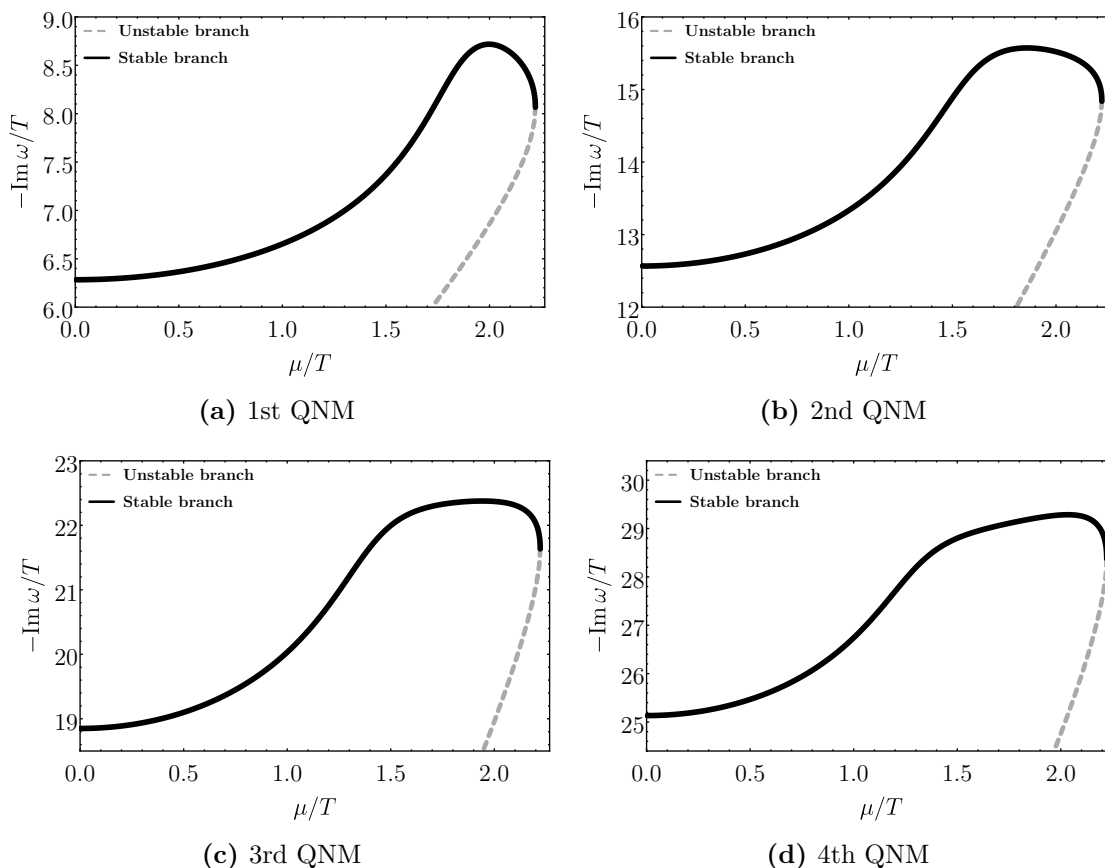 Unstable branch
Stable branch
−Im ω/T
9.0
8.5
8.0
7.5
7.0
6.5
6.0
0.0 0.5 1.0 1.5 2.0
μ/T
(a) 1st QNM
Unstable branch
Stable branch
−Im ω/T
16
15
14
13
12
0.0 0.5 1.0 1.5 2.0
μ/T
(b) 2nd QNM
Unstable branch
Stable branch
−Im ω/T
23
22
21
20
19
0.0 0.5 1.0 1.5 2.0
μ/T
(c) 3rd QNM
Unstable branch
Stable branch
−Im ω/T
30
29
28
27
26
25
0.0 0.5 1.0 1.5 2.0
μ/T
(d) 4th QNM